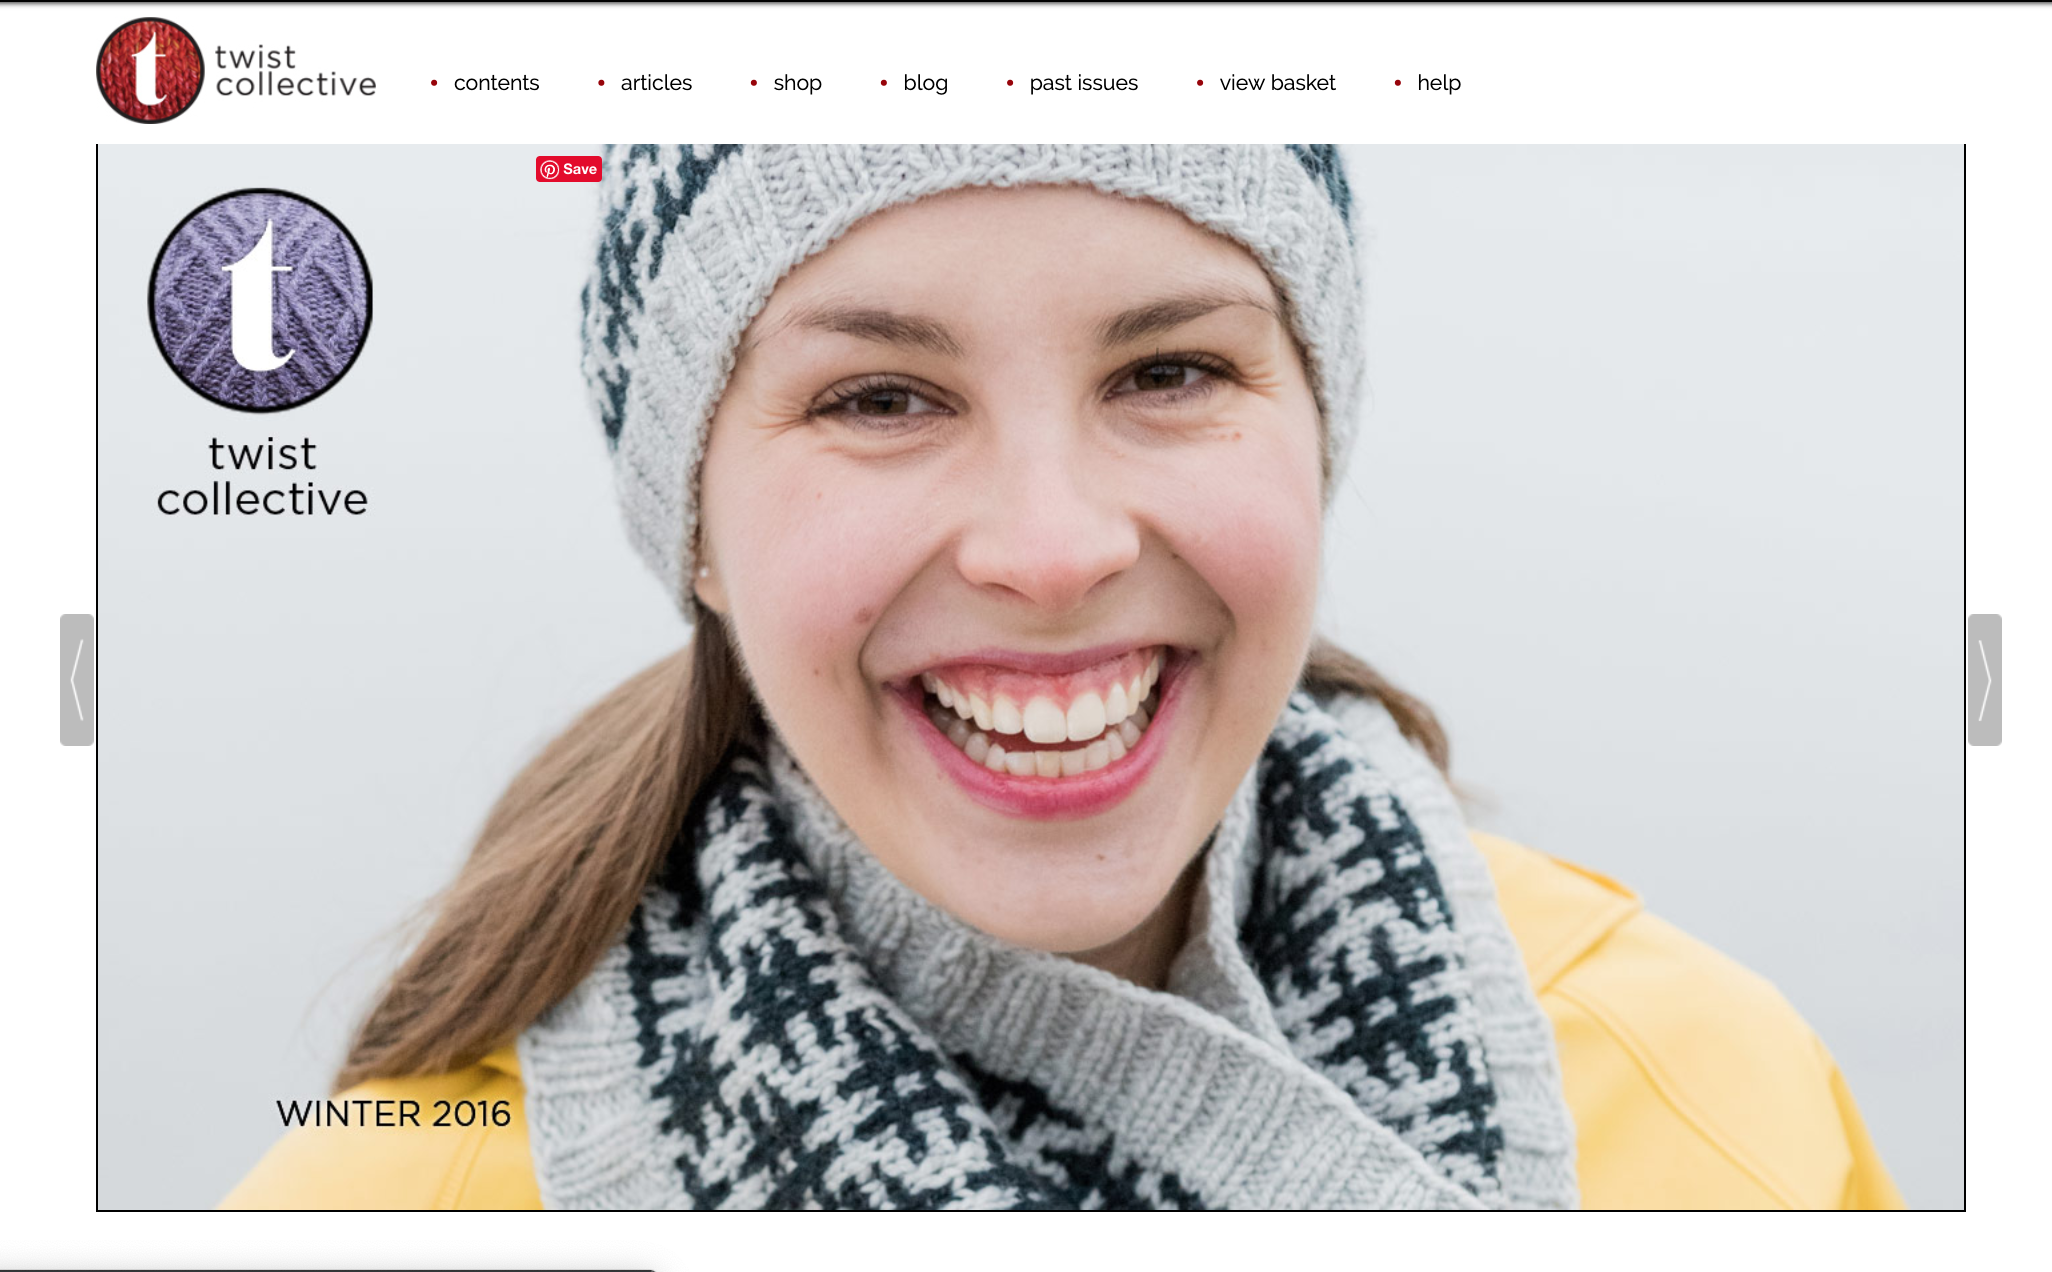 t
twist
collective
contents
articles
shop
blog
past issues
view basket
help
Save
t
twist
collective
WINTER 2016